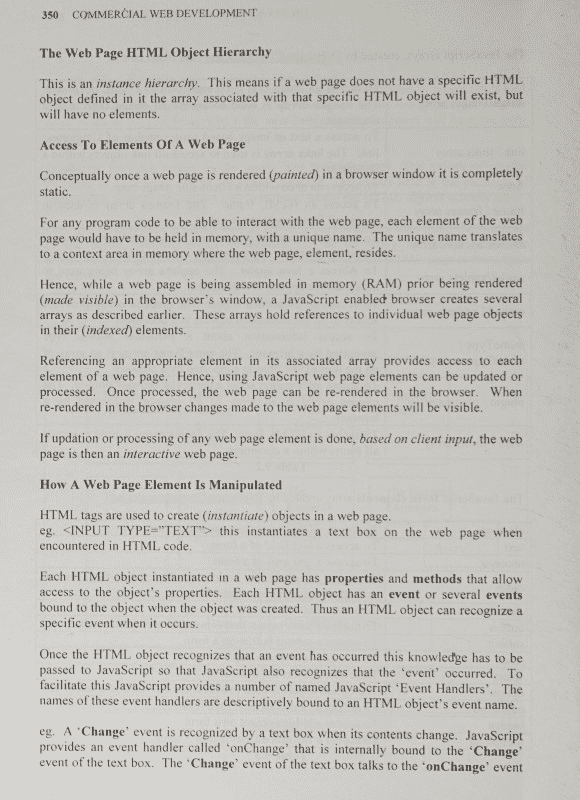 350 COMMERCIAL WEB DEVELOPMENT
The Web Page HTML Object Hierarchy
This is an instance hierarchy. This means if a web page does not have a specific HTML
object defined in it the array associated with that specific HTML object will exist, but
will have no elements.
Access To Elements Of A Web Page
Conceptually once a web page is rendered (painted) in a browser window it is completely
static.
For any program code to be able to interact with the web page, each element of the web
page would have to be held in memory, with a unique name. The unique name translates
to a context area in memory where the web page, element, resides.
Hence, while a web page is being assembled in memory (RAM) prior being rendered
(made visible) in the browser's window, a JavaScript enabled browser creates several
arrays as described earlier. These arrays hold references to individual web page objects
in their (indexed) elements.
Referencing an appropriate element in its associated array provides access to each
element of a web page. Hence, using JavaScript web page elements can be updated or
processed. Once processed, the web page can be re-rendered in the browser. When
re-rendered in the browser changes made to the web page elements will be visible.
If updation or processing of any web page element is done, based on client input, the web
page is then an interactive web page.
How A Web Page Element Is Manipulated
HTML tags are used to create (instantiate) objects in a web page.
eg. <INPUT TYPE="TEXT"> this instantiates a text box on the web page when
encountered in HTML code.
Each HTML object instantiated in a web page has properties and methods that allow
access to the object's properties. Each HTML object has an event or several events
bound to the object when the object was created. Thus an HTML object can recognize a
specific event when it occurs.
Once the HTML object recognizes that an event has occurred this knowledge has to be
passed to JavaScript so that JavaScript also recognizes that the 'event' occurred. To
facilitate this JavaScript provides a number of named JavaScript 'Event Handlers'. The
names of these event handlers are descriptively bound to an HTML object's event name.
eg. A 'Change' event is recognized by a text box when its contents change. JavaScript
provides an event handler called 'onChange' that is internally bound to the 'Change'
event of the text box. The 'Change' event of the text box talks to the 'onChange' event